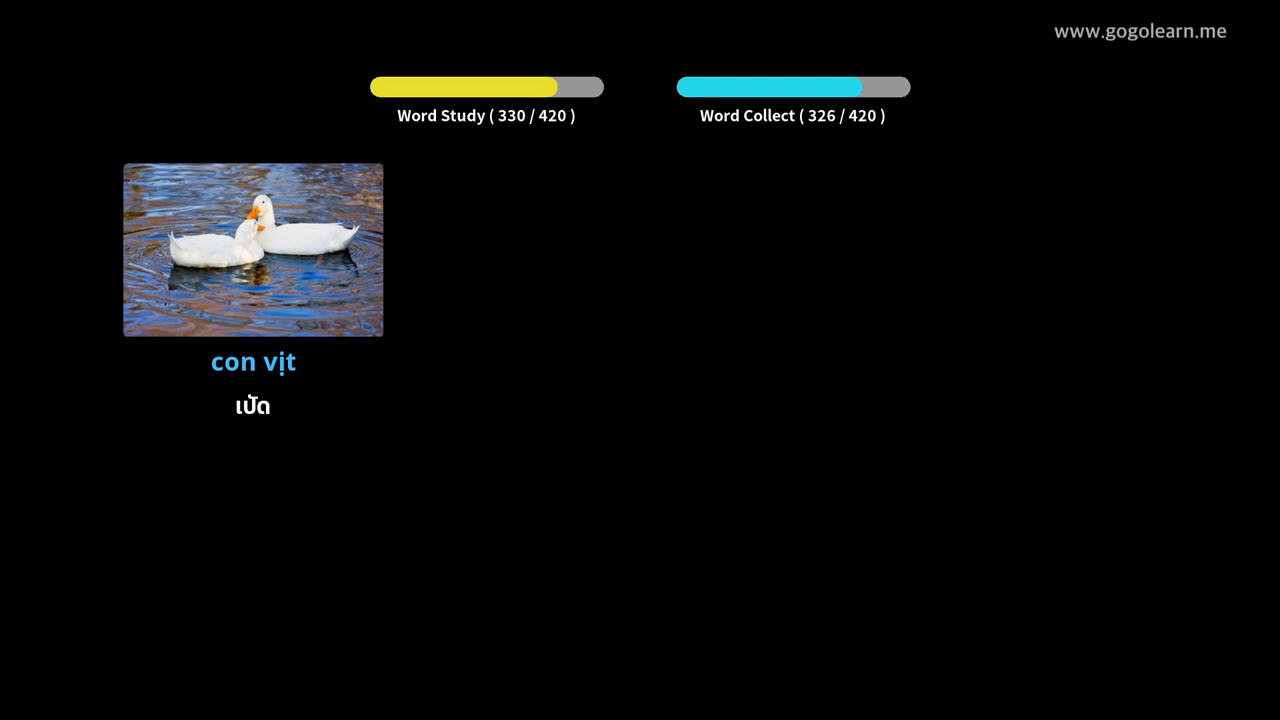 www.gogolearn.me
Word Study ( 330 / 420 )
Word Collect ( 326 / 420 )
con vịt
เป็ด